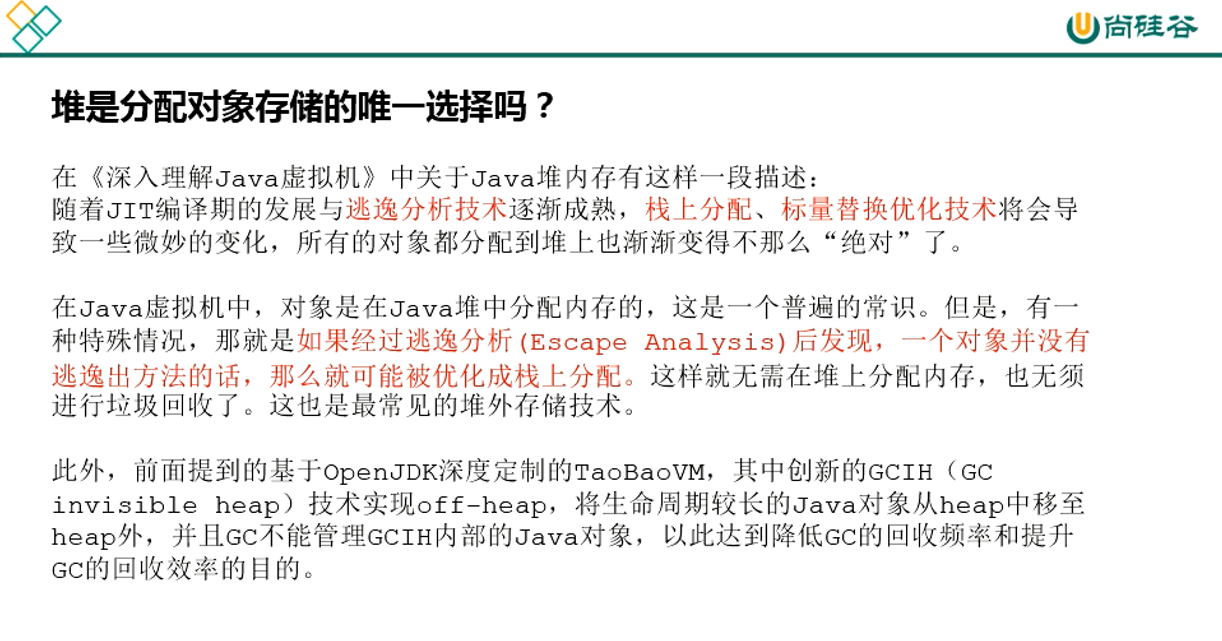 尚硅谷
堆是分配对象存储的唯一选择吗？
在《深入理解Java虚拟机》中关于Java堆内存有这样一段描述：
随着JIT编译期的发展与逃逸分析技术逐渐成熟，栈上分配、标量替换优化技术将会导
致一些微妙的变化，所有的对象都分配到堆上也渐渐变得不那么“绝对”了。
在Java虚拟机中，对象是在Java堆中分配内存的，这是一个普遍的常识。但是，有一
种特殊情况，那就是如果经过逃逸分析(Escape Analysis)后发现，一个对象并没有
逃逸出方法的话，那么就可能被优化成栈上分配。这样就无需在堆上分配内存，也无须
进行垃圾回收了。这也是最常见的堆外存储技术。
此外，前面提到的基于OpenJDK深度定制的TaoBaoVM，其中创新的GCIH（GC
invisible heap）技术实现off-heap，将生命周期较长的Java对象从heap中移至
heap外，并且GC不能管理GCIH内部的Java对象，以此达到降低GC的回收频率和提升
GC的回收效率的目的。